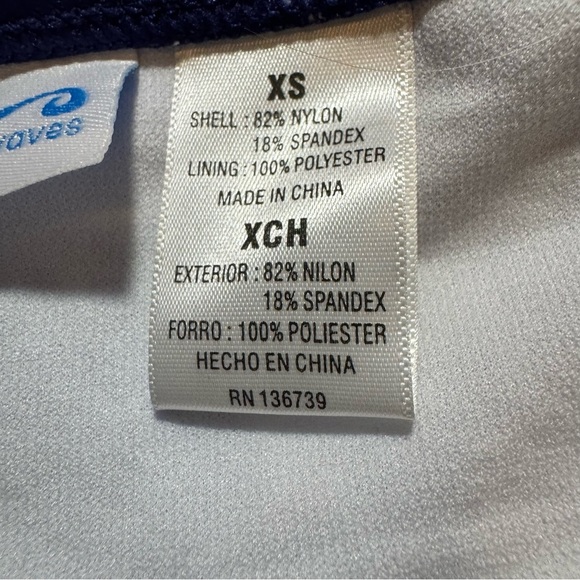 aves
XS
SHELL : 82% NYLON
18% SPANDEX
LINING : 100% POLYESTER
MADE IN CHINA
XCH
EXTERIOR : 82% NILON
18% SPANDEX
FORRO : 100% POLIESTER
HECHO EN CHINA
RN 136739